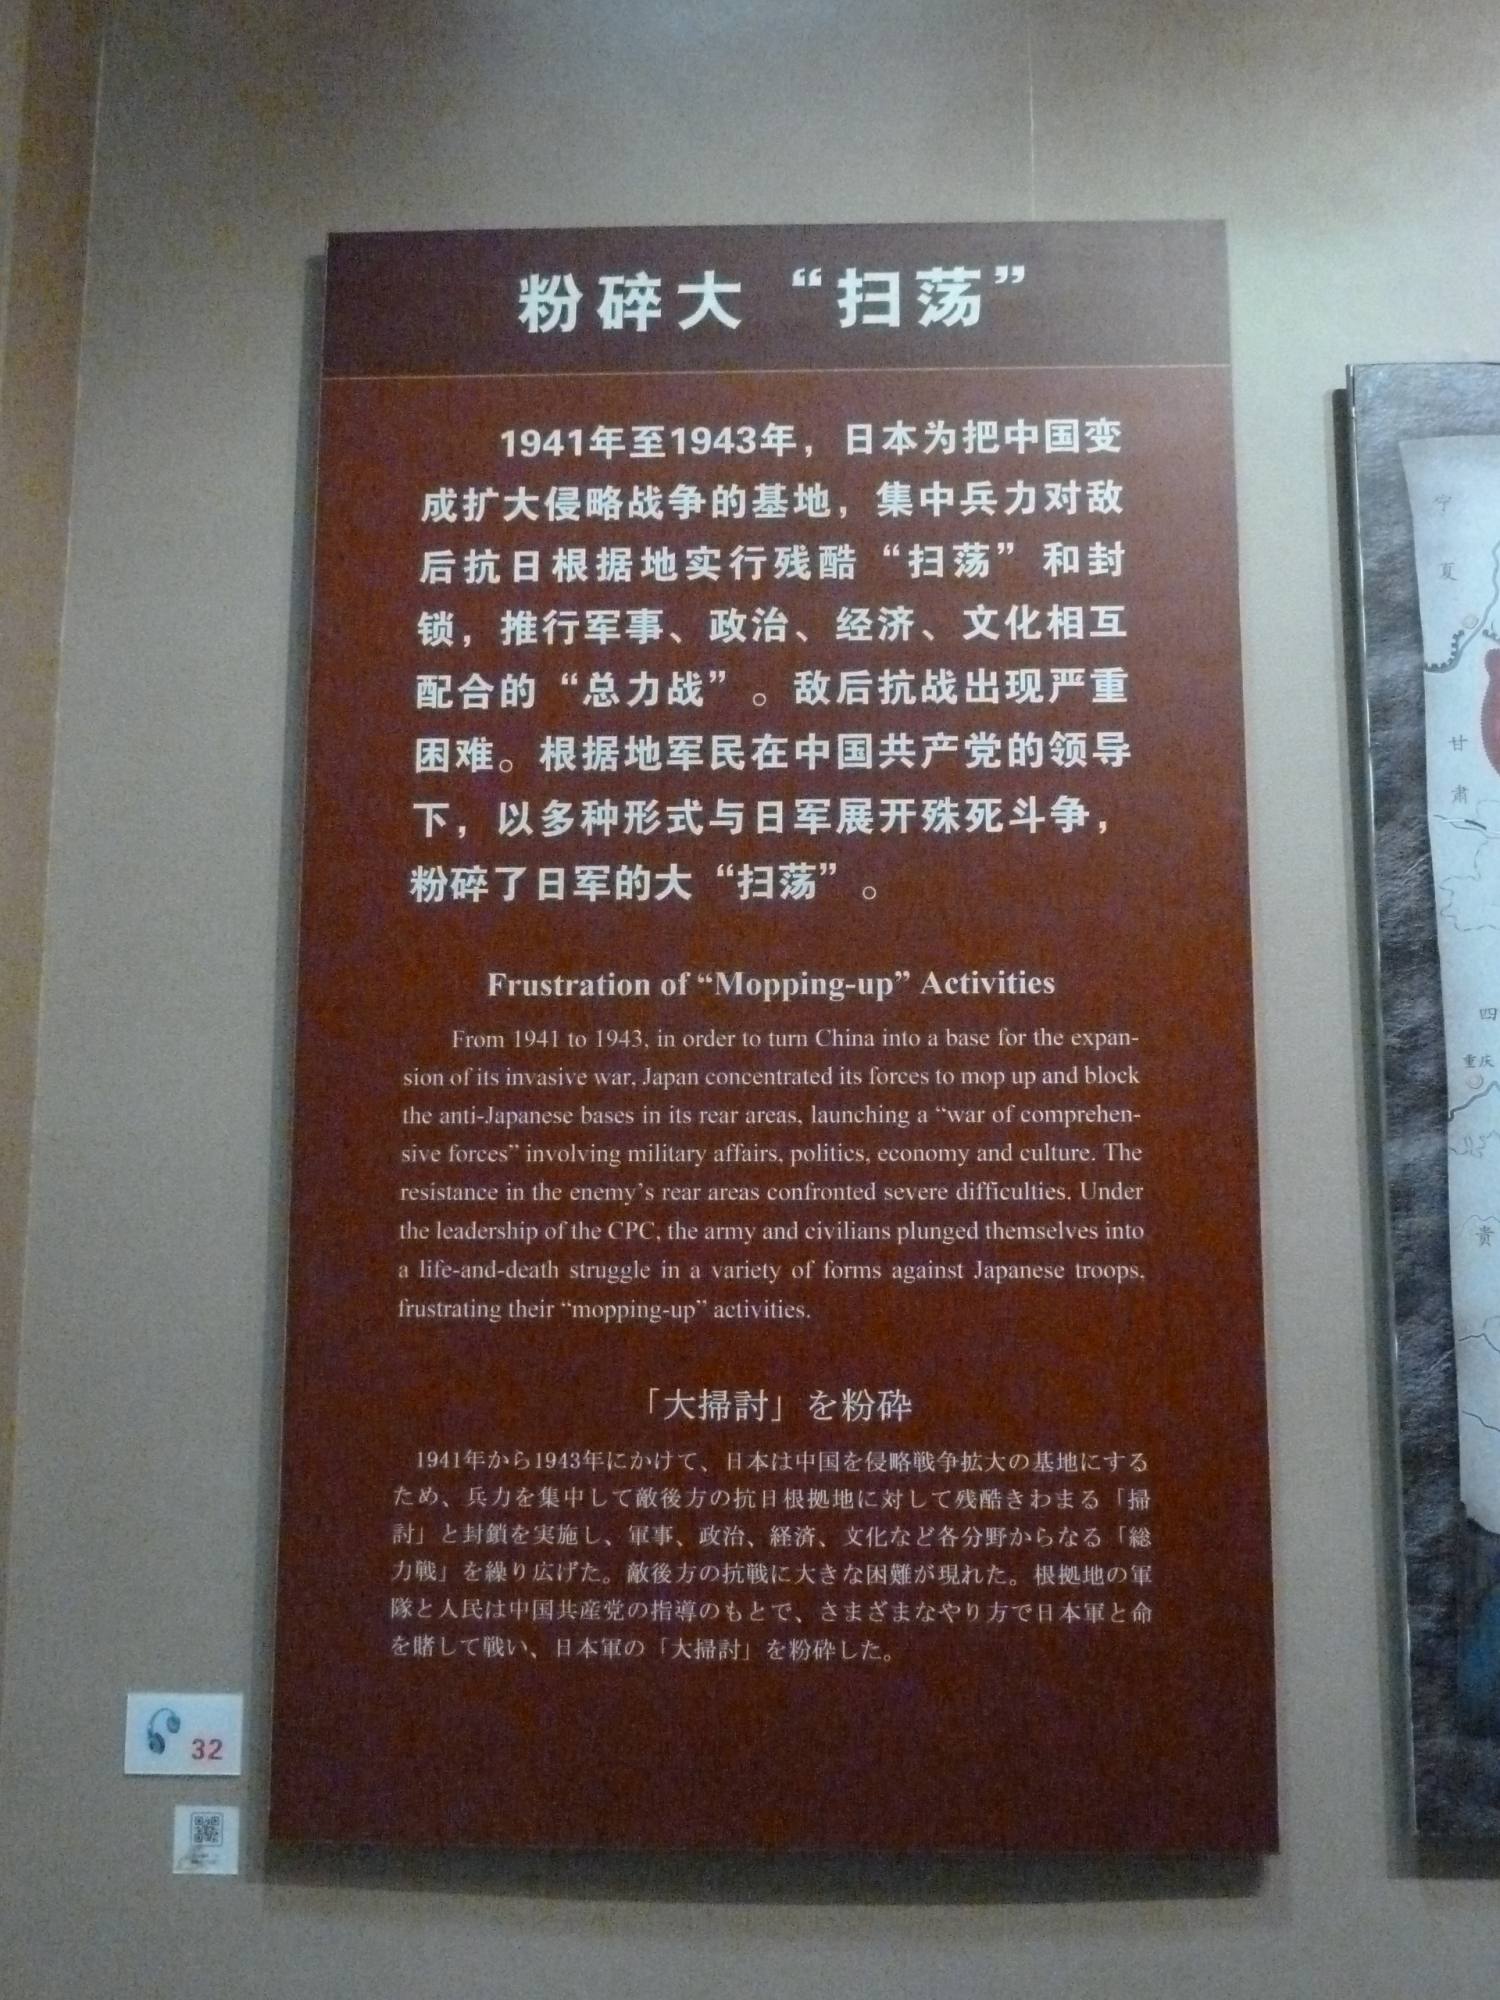 粉碎大“扫荡”
1941年至1943年，日本为把中国变
成扩大侵略战争的基地，集中兵力对敌
后抗日根据地实行残酷“扫荡”和封
锁，推行军事、政治、经济、文化相互
配合的“总力战”。敌后抗战出现严重
困难。根据地军民在中国共产党的领导
下，以多种形式与日军展开殊死斗争，
粉碎了日军的大“扫荡”。
Frustration of “Mopping-up” Activities
From 1941 to 1943, in order to turn China into a base for the expan-
sion of its invasive war, Japan concentrated its forces to mop up and block
the anti-Japanese bases in its rear areas, launching a “war of comprehen-
sive forces” involving military affairs, politics, economy and culture. The
resistance in the enemy’s rear areas confronted severe difficulties. Under
the leadership of the CPC, the army and civilians plunged themselves into
a life-and-death struggle in a variety of forms against Japanese troops,
frustrating their “mopping-up” activities.
「大掃討」を粉砕
1941年から1943年にかけて、日本は中国を侵略戦争拡大の基地にする
ため、兵力を集中して敵後方の抗日根拠地に対して残酷きわまる「掃
討」と封鎖を実施し、軍事、政治、経済、文化など各分野からなる「総
力戦」を繰り広げた。敵後方の抗戦に大きな困難が現れた。根拠地の軍
隊と人民は中国共産党の指導のもとで、さまざまなやり方で日本軍と命
を賭して戦い、日本軍の「大掃討」を粉砕した。
32
宁
夏
甘
肃
四
重庆
贵